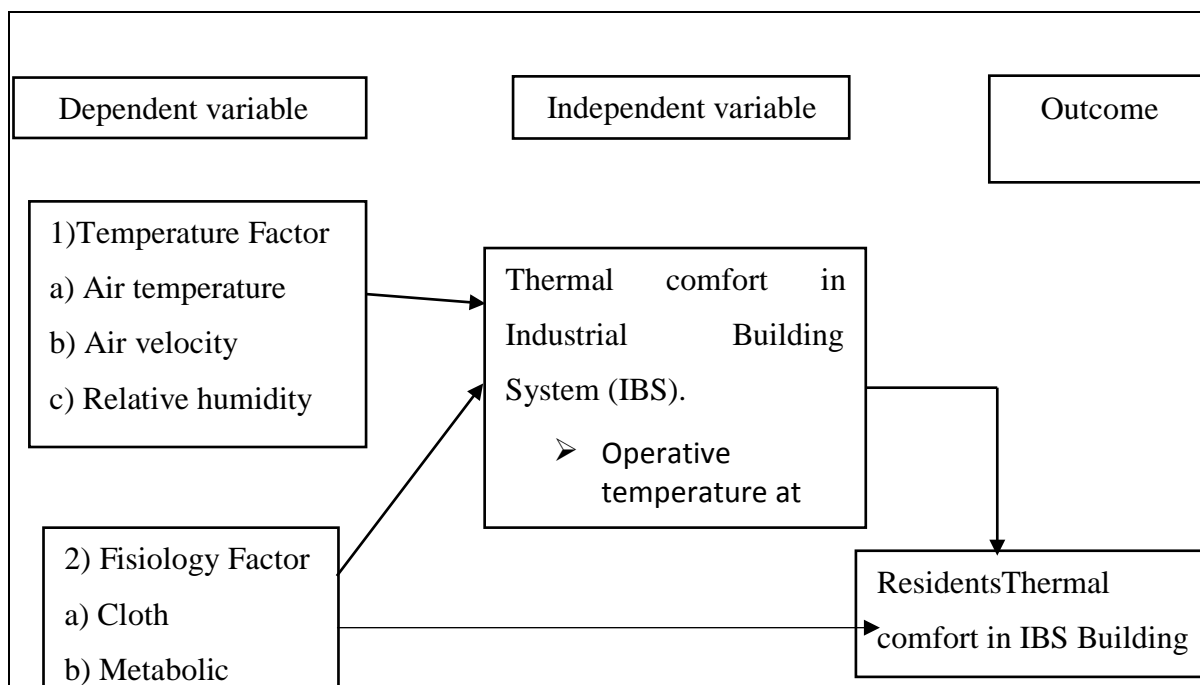 Dependent variable
Independent variable
Outcome
1)Temperature Factor
a) Air temperature
b) Air velocity
c) Relative humidity
Thermal comfort in
Industrial Building
System (IBS).
➢ Operative
temperature at
2) Fisiology Factor
a) Cloth
b) Metabolic
ResidentsThermal
comfort in IBS Building